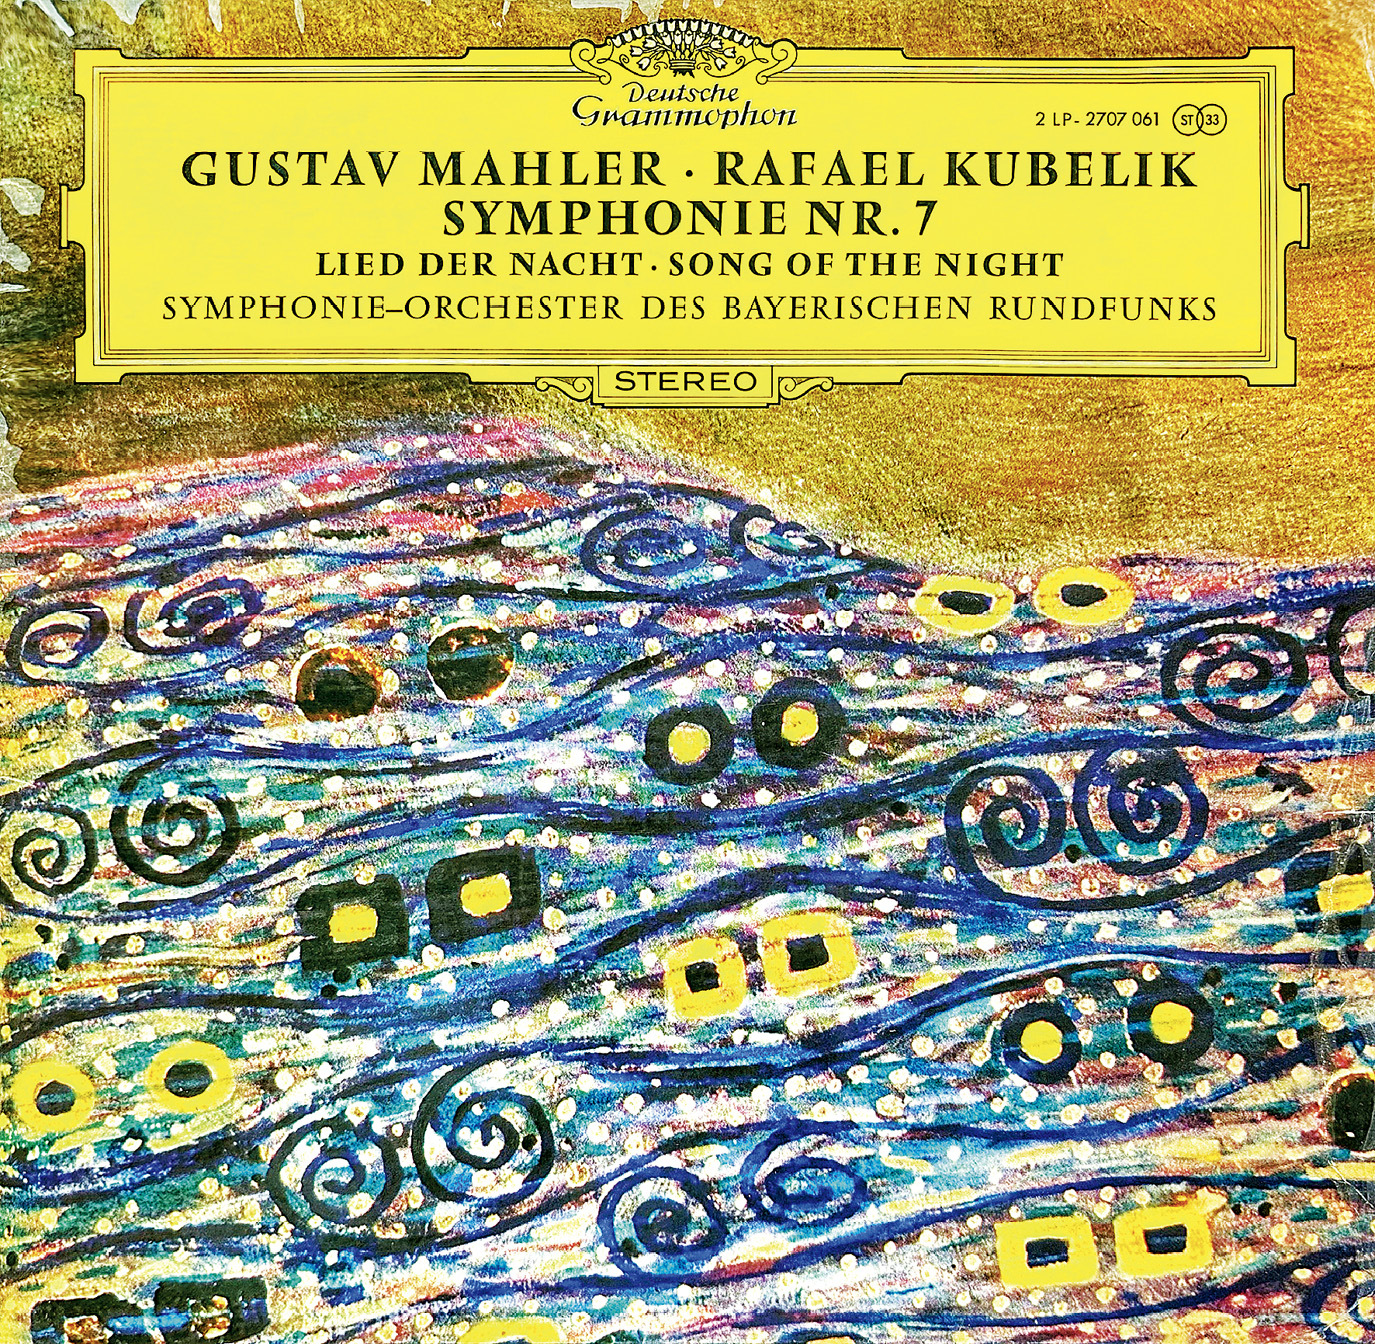 Deutsche
Grammophon
2 LP - 2707 061 ST 33
GUSTAV MAHLER · RAFAEL KUBELIK
SYMPHONIE NR. 7
LIED DER NACHT · SONG OF THE NIGHT
SYMPHONIE-ORCHESTER DES BAYERISCHEN RUNDFUNKS
STEREO